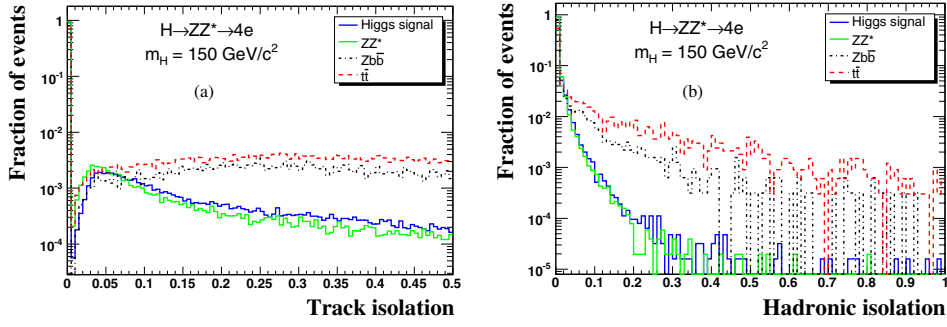 Fraction of events
H→ZZ*→4e
m_H = 150 GeV/c²
(a)
Higgs signal
ZZ*
Zbb̄
tt̄
1
10⁻¹
10⁻²
10⁻³
10⁻⁴
0 0.05 0.1 0.15 0.2 0.25 0.3 0.35 0.4 0.45 0.5
Track isolation
Fraction of events
H→ZZ*→4e
m_H = 150 GeV/c²
(b)
Higgs signal
ZZ*
Zbb̄
tt̄
1
10⁻¹
10⁻²
10⁻³
10⁻⁴
10⁻⁵
0 0.1 0.2 0.3 0.4 0.5 0.6 0.7 0.8 0.9 1
Hadronic isolation